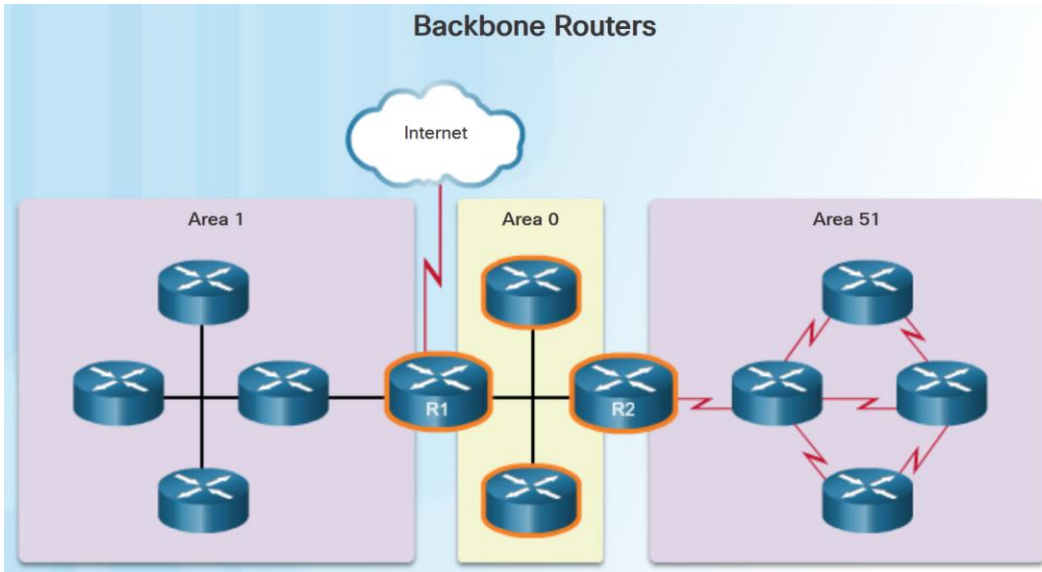 Backbone Routers
Internet
Area 1
Area 0
Area 51
R1
R2